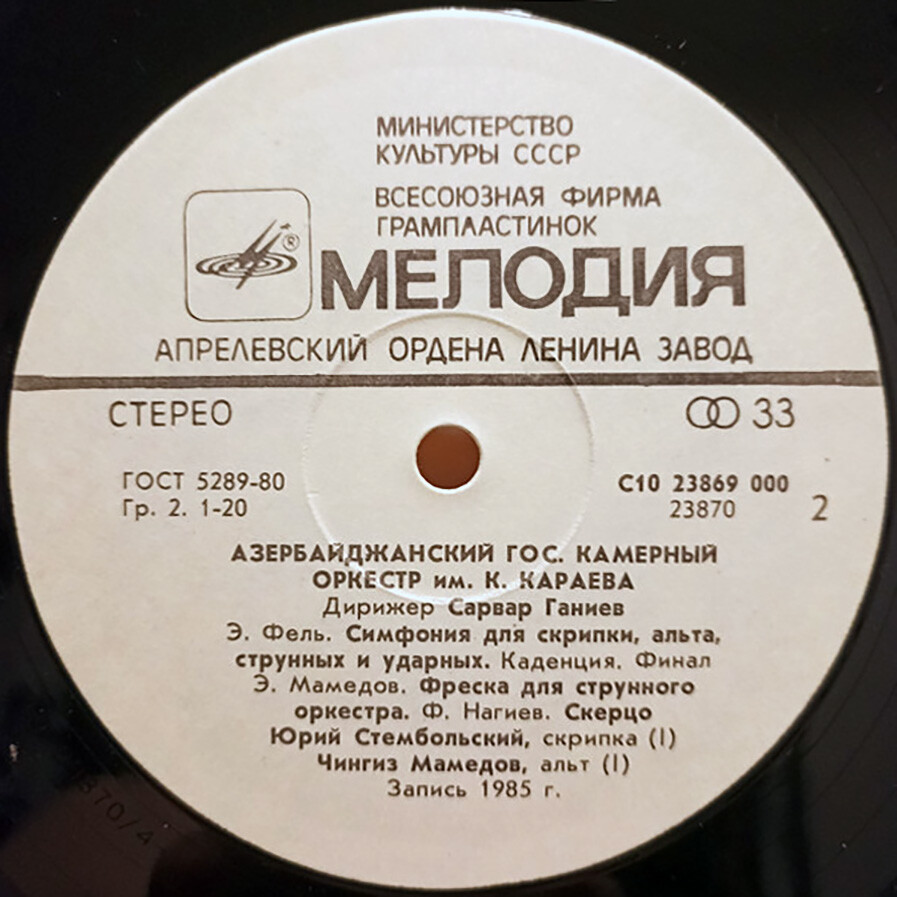 МИНИСТЕРСТВО
КУЛЬТУРЫ СССР
ВСЕСОЮЗНАЯ ФИРМА
ГРАМПЛАСТИНОК
®
МЕЛОДИЯ
АПРЕЛЕВСКИЙ ОРДЕНА ЛЕНИНА ЗАВОД
СТЕРЕО
33
ГОСТ 5289-80
Гр. 2. 1-20
С10 23869 000
23870
2
АЗЕРБАЙДЖАНСКИЙ ГОС. КАМЕРНЫЙ
ОРКЕСТР им. К. КАРАЕВА
Дирижер Сарвар Ганиев
Э. Фель. Симфония для скрипки, альта,
струнных и ударных. Каденция. Финал
Э. Мамедов. Фреска для струнного
оркестра. Ф. Нагиев. Скерцо
Юрий Стембольский, скрипка (I)
Чингиз Мамедов, альт (I)
Запись 1985 г.